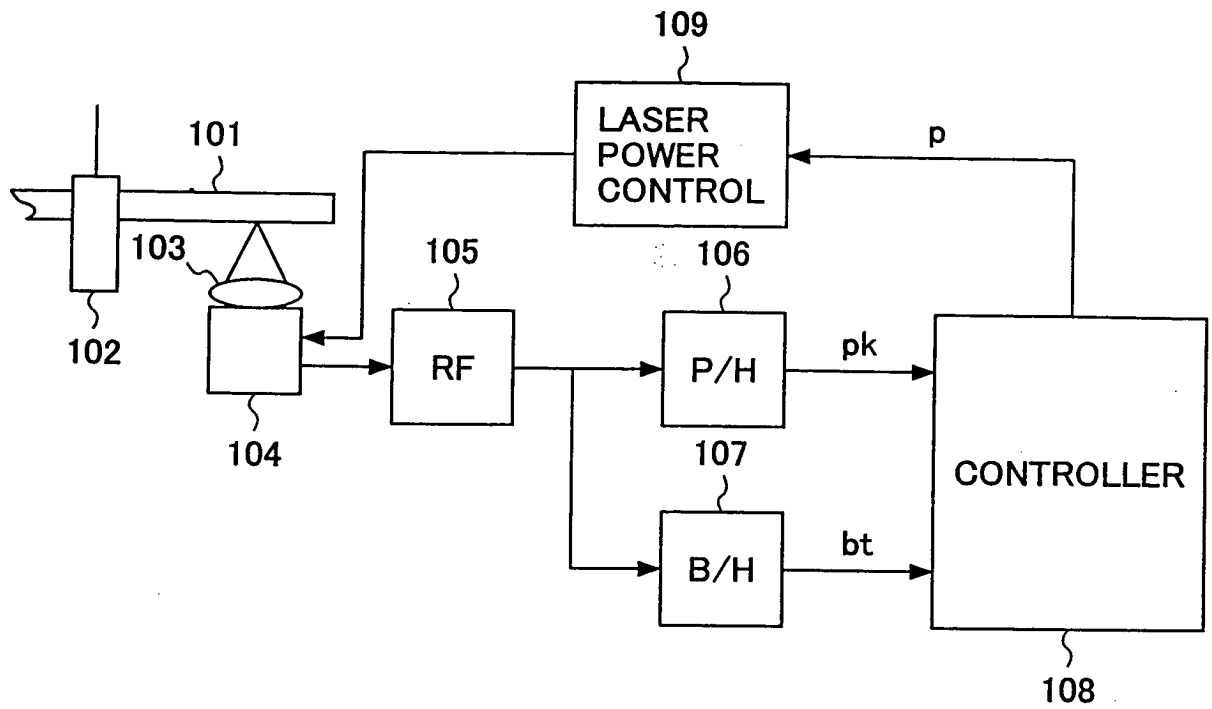 109
LASER
POWER
CONTROL
p
101
103
105
106
102
RF
P/H
pk
104
107
CONTROLLER
B/H
bt
108